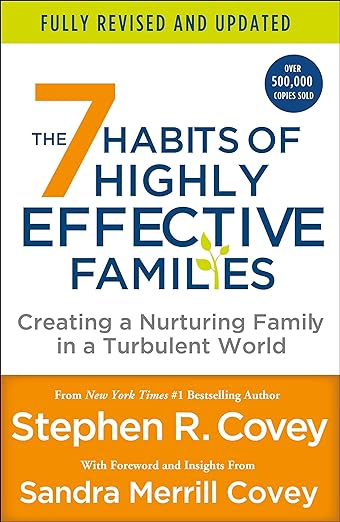 FULLY REVISED AND UPDATED
OVER
500,000
COPIES SOLD
THE 7 HABITS OF
HIGHLY
EFFECTIVE
FAMILIES
Creating a Nurturing Family
in a Turbulent World
From New York Times #1 Bestselling Author
Stephen R. Covey
With Foreword and Insights From
Sandra Merrill Covey